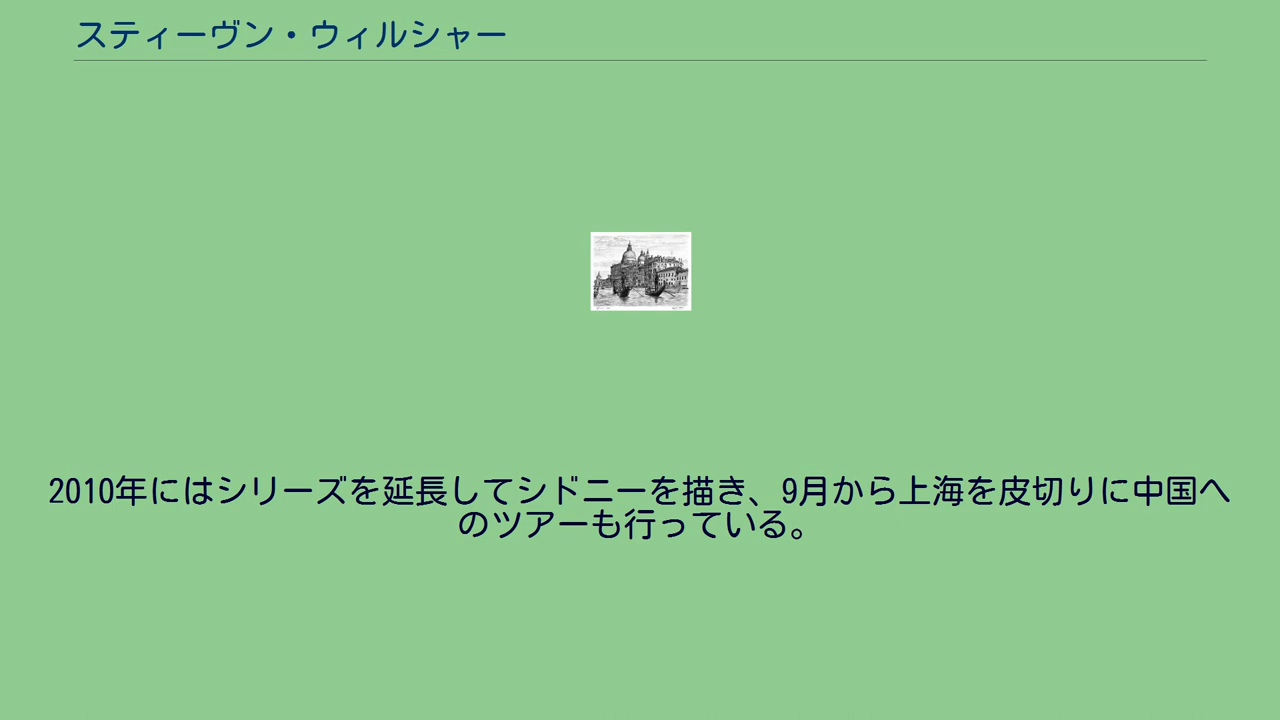 スティーヴン・ウィルシャー
2010年にはシリーズを延長してシドニーを描き、9月から上海を皮切りに中国へ
のツアーも行っている。